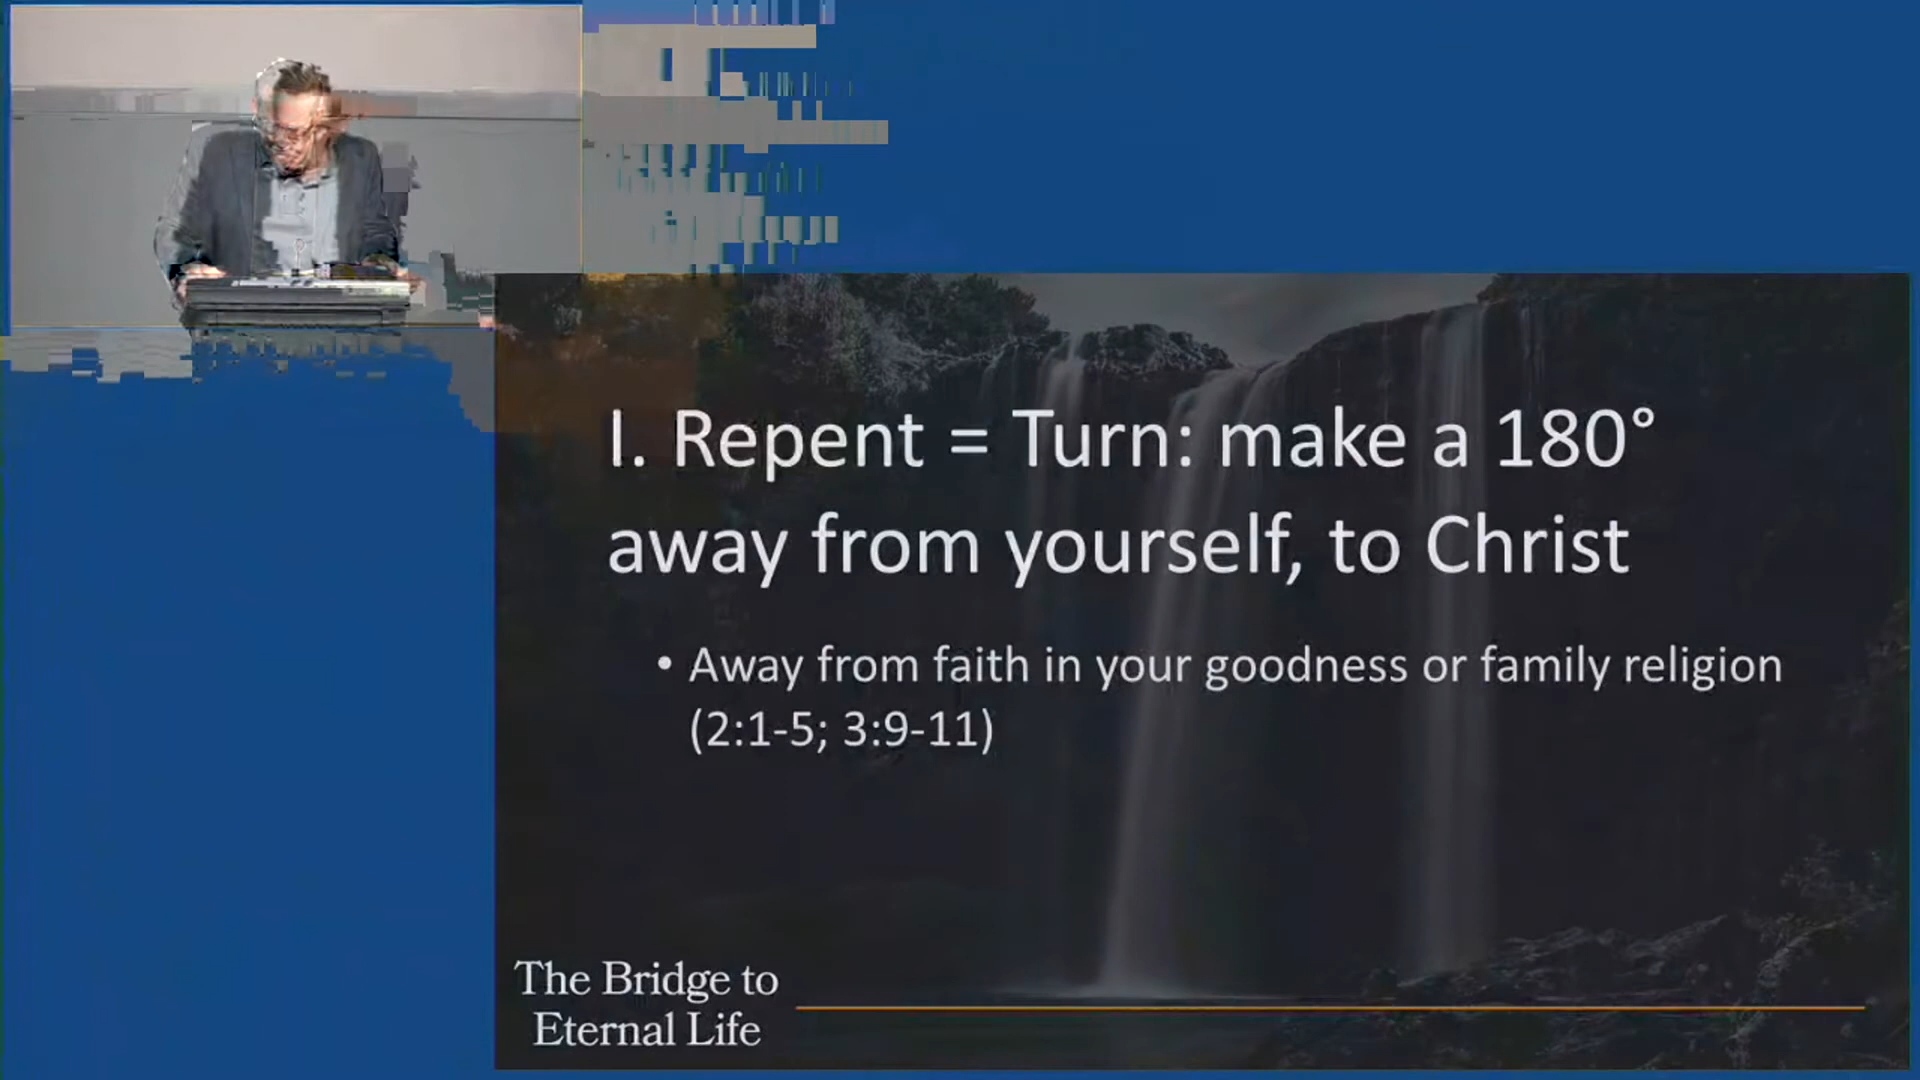 I. Repent = Turn: make a 180°
away from yourself, to Christ
• Away from faith in your goodness or family religion
(2:1-5; 3:9-11)
The Bridge to
Eternal Life